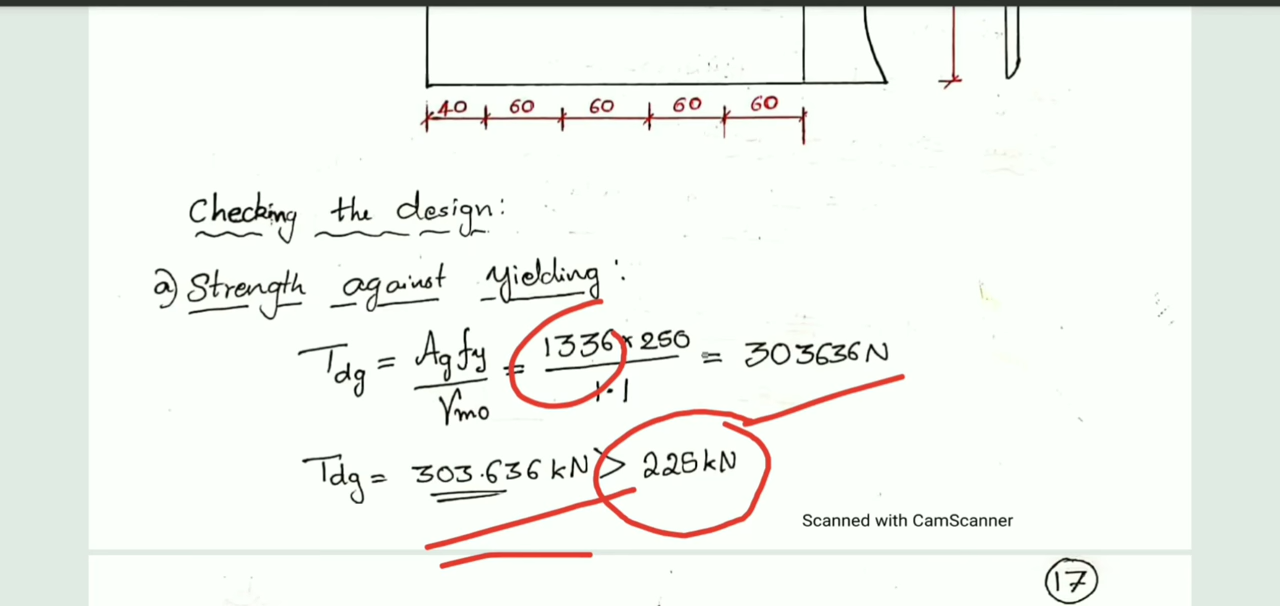 40 60 60 60 60
Checking the design:
a) Strength against yielding:
Tdg = Ag fy / γmo = 1336 × 250 / 1.1 = 303636 N
Tdg = 303.636 kN > 225 kN
Scanned with CamScanner
17